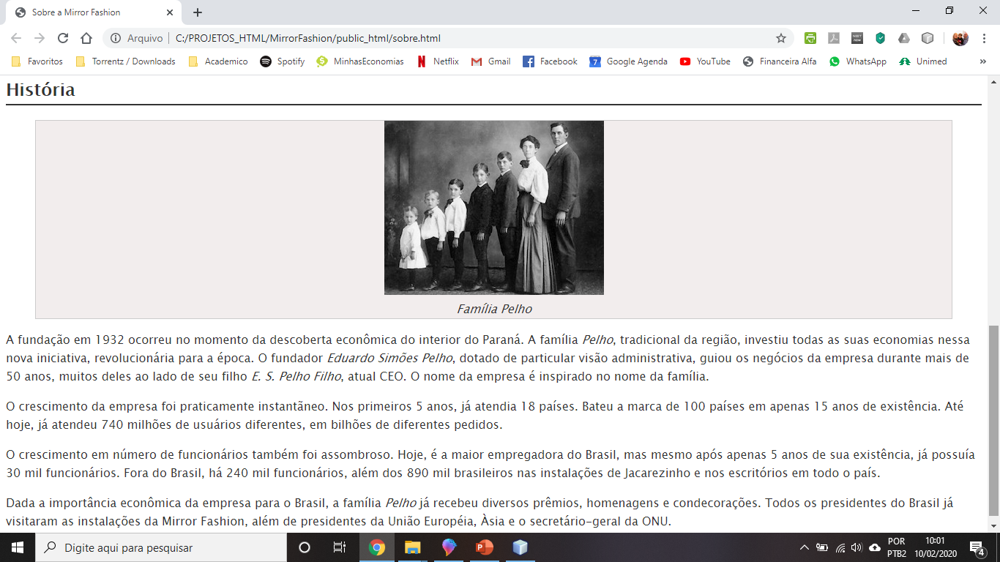 Sobre a Mirror Fashion
Arquivo
C:/PROJETOS_HTML/MirrorFashion/public_html/sobre.html
Favoritos
Torrentz / Downloads
Academico
Spotify
MinhasEconomias
Netflix
Gmail
Facebook
7
Google Agenda
YouTube
Financeira Alfa
WhatsApp
Unimed
História
Família Pelho
A fundação em 1932 ocorreu no momento da descoberta econômica do interior do Paraná. A família Pelho, tradicional da região, investiu todas as suas economias nessa
nova iniciativa, revolucionária para a época. O fundador Eduardo Simões Pelho, dotado de particular visão administrativa, guiou os negócios da empresa durante mais de
50 anos, muitos deles ao lado de seu filho E. S. Pelho Filho, atual CEO. O nome da empresa é inspirado no nome da família.
O crescimento da empresa foi praticamente instantãneo. Nos primeiros 5 anos, já atendia 18 países. Bateu a marca de 100 países em apenas 15 anos de existência. Até
hoje, já atendeu 740 milhões de usuários diferentes, em bilhões de diferentes pedidos.
O crescimento em número de funcionários também foi assombroso. Hoje, é a maior empregadora do Brasil, mas mesmo após apenas 5 anos de sua existência, já possuía
30 mil funcionários. Fora do Brasil, há 240 mil funcionários, além dos 890 mil brasileiros nas instalações de Jacarezinho e nos escritórios em todo o país.
Dada a importância econômica da empresa para o Brasil, a família Pelho já recebeu diversos prêmios, homenagens e condecorações. Todos os presidentes do Brasil já
visitaram as instalações da Mirror Fashion, além de presidentes da União Européia, Àsia e o secretário-geral da ONU.
Digite aqui para pesquisar
POR
PTB2
10:01
10/02/2020
4